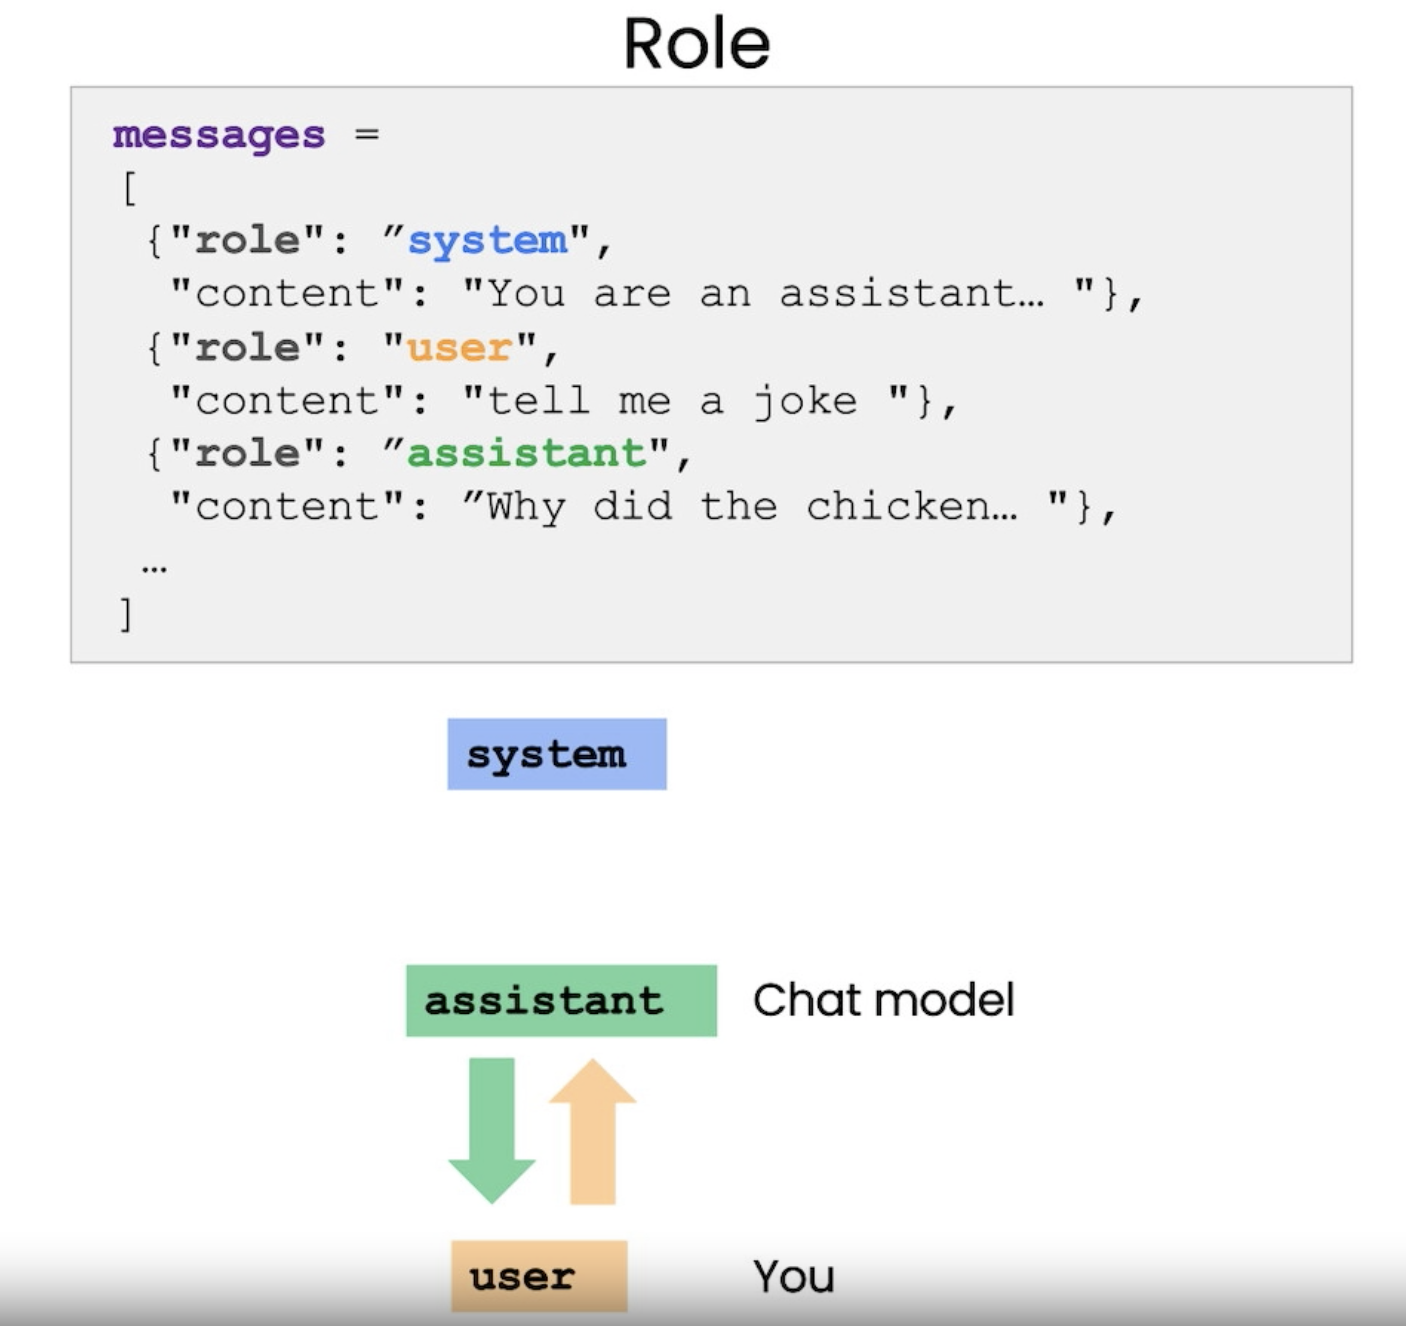 Role
messages =
[
{"role": ”system",
"content": "You are an assistant… "},
{"role": "user",
"content": "tell me a joke "},
{"role": ”assistant",
"content": ”Why did the chicken… "},
…
]
system
assistant Chat model
user You